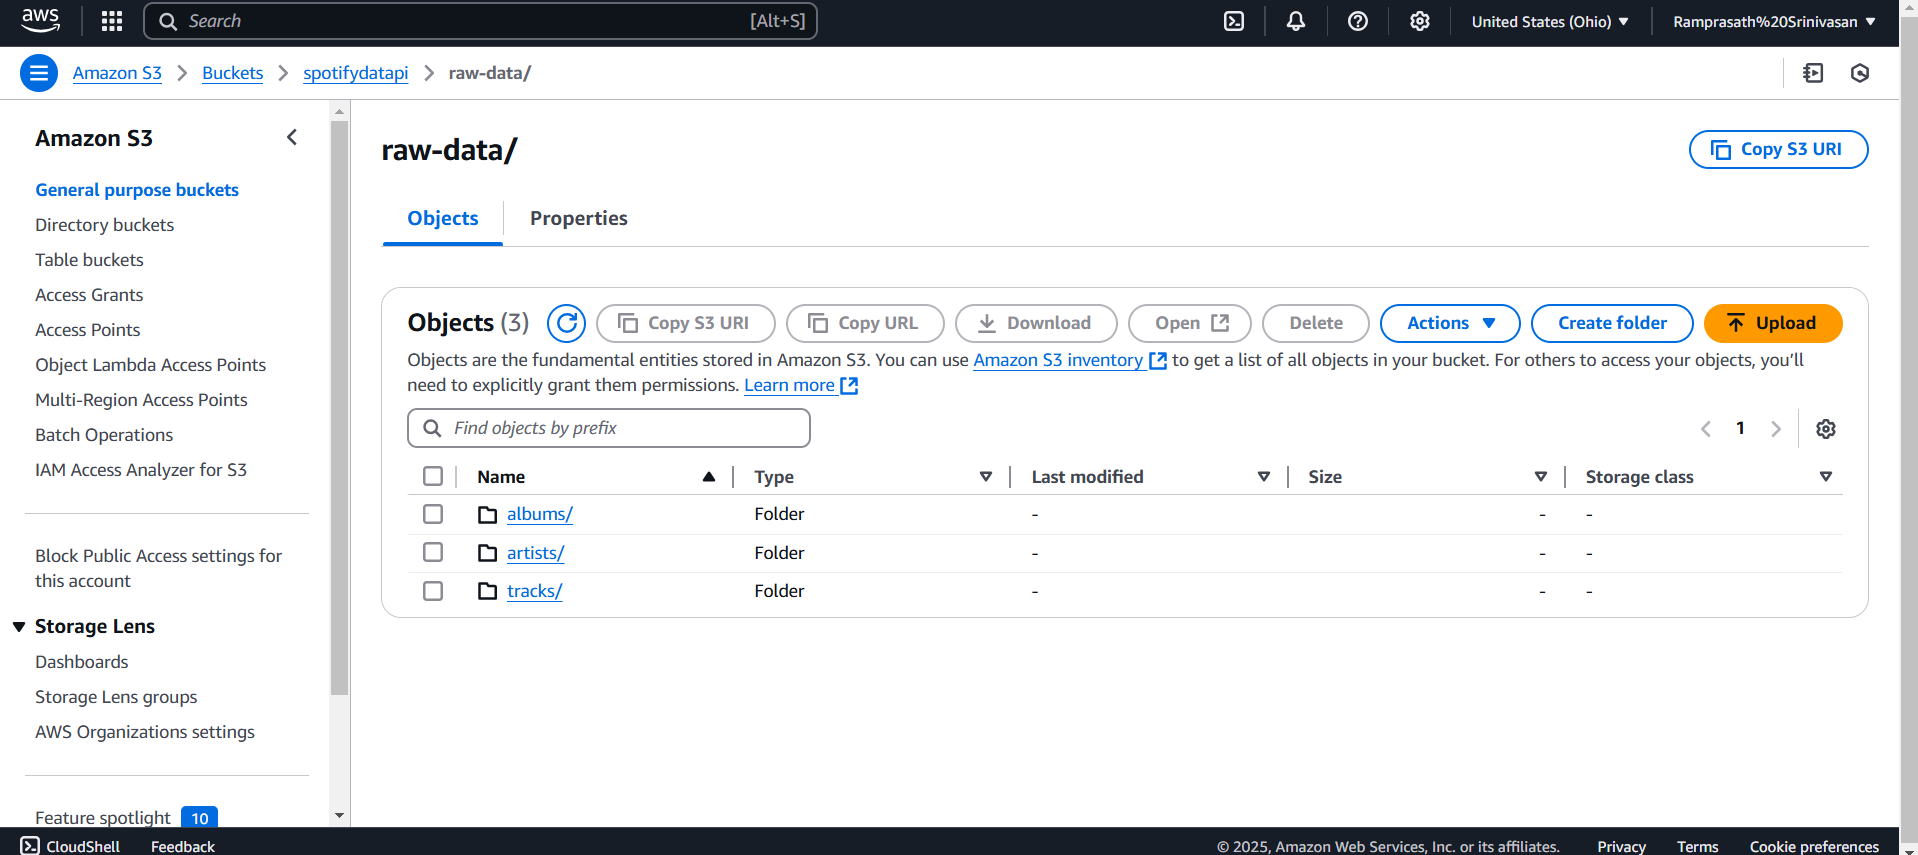 aws
Search [Alt+S]
United States (Ohio)
Ramprasath%20Srinivasan
Amazon S3
Buckets
spotifydatapi
raw-data/
Amazon S3
General purpose buckets
Directory buckets
Table buckets
Access Grants
Access Points
Object Lambda Access Points
Multi-Region Access Points
Batch Operations
IAM Access Analyzer for S3
Block Public Access settings for
this account
Storage Lens
Dashboards
Storage Lens groups
AWS Organizations settings
Feature spotlight 10
raw-data/
Copy S3 URI
Objects
Properties
Objects (3)
Copy S3 URI
Copy URL
Download
Open
Delete
Actions
Create folder
Upload
Objects are the fundamental entities stored in Amazon S3. You can use Amazon S3 inventory to get a list of all objects in your bucket. For others to access your objects, you’ll
need to explicitly grant them permissions. Learn more
Find objects by prefix
1
Name Type Last modified Size Storage class
albums/ Folder - - -
artists/ Folder - - -
tracks/ Folder - - -
CloudShell
Feedback
© 2025, Amazon Web Services, Inc. or its affiliates.
Privacy
Terms
Cookie preferences